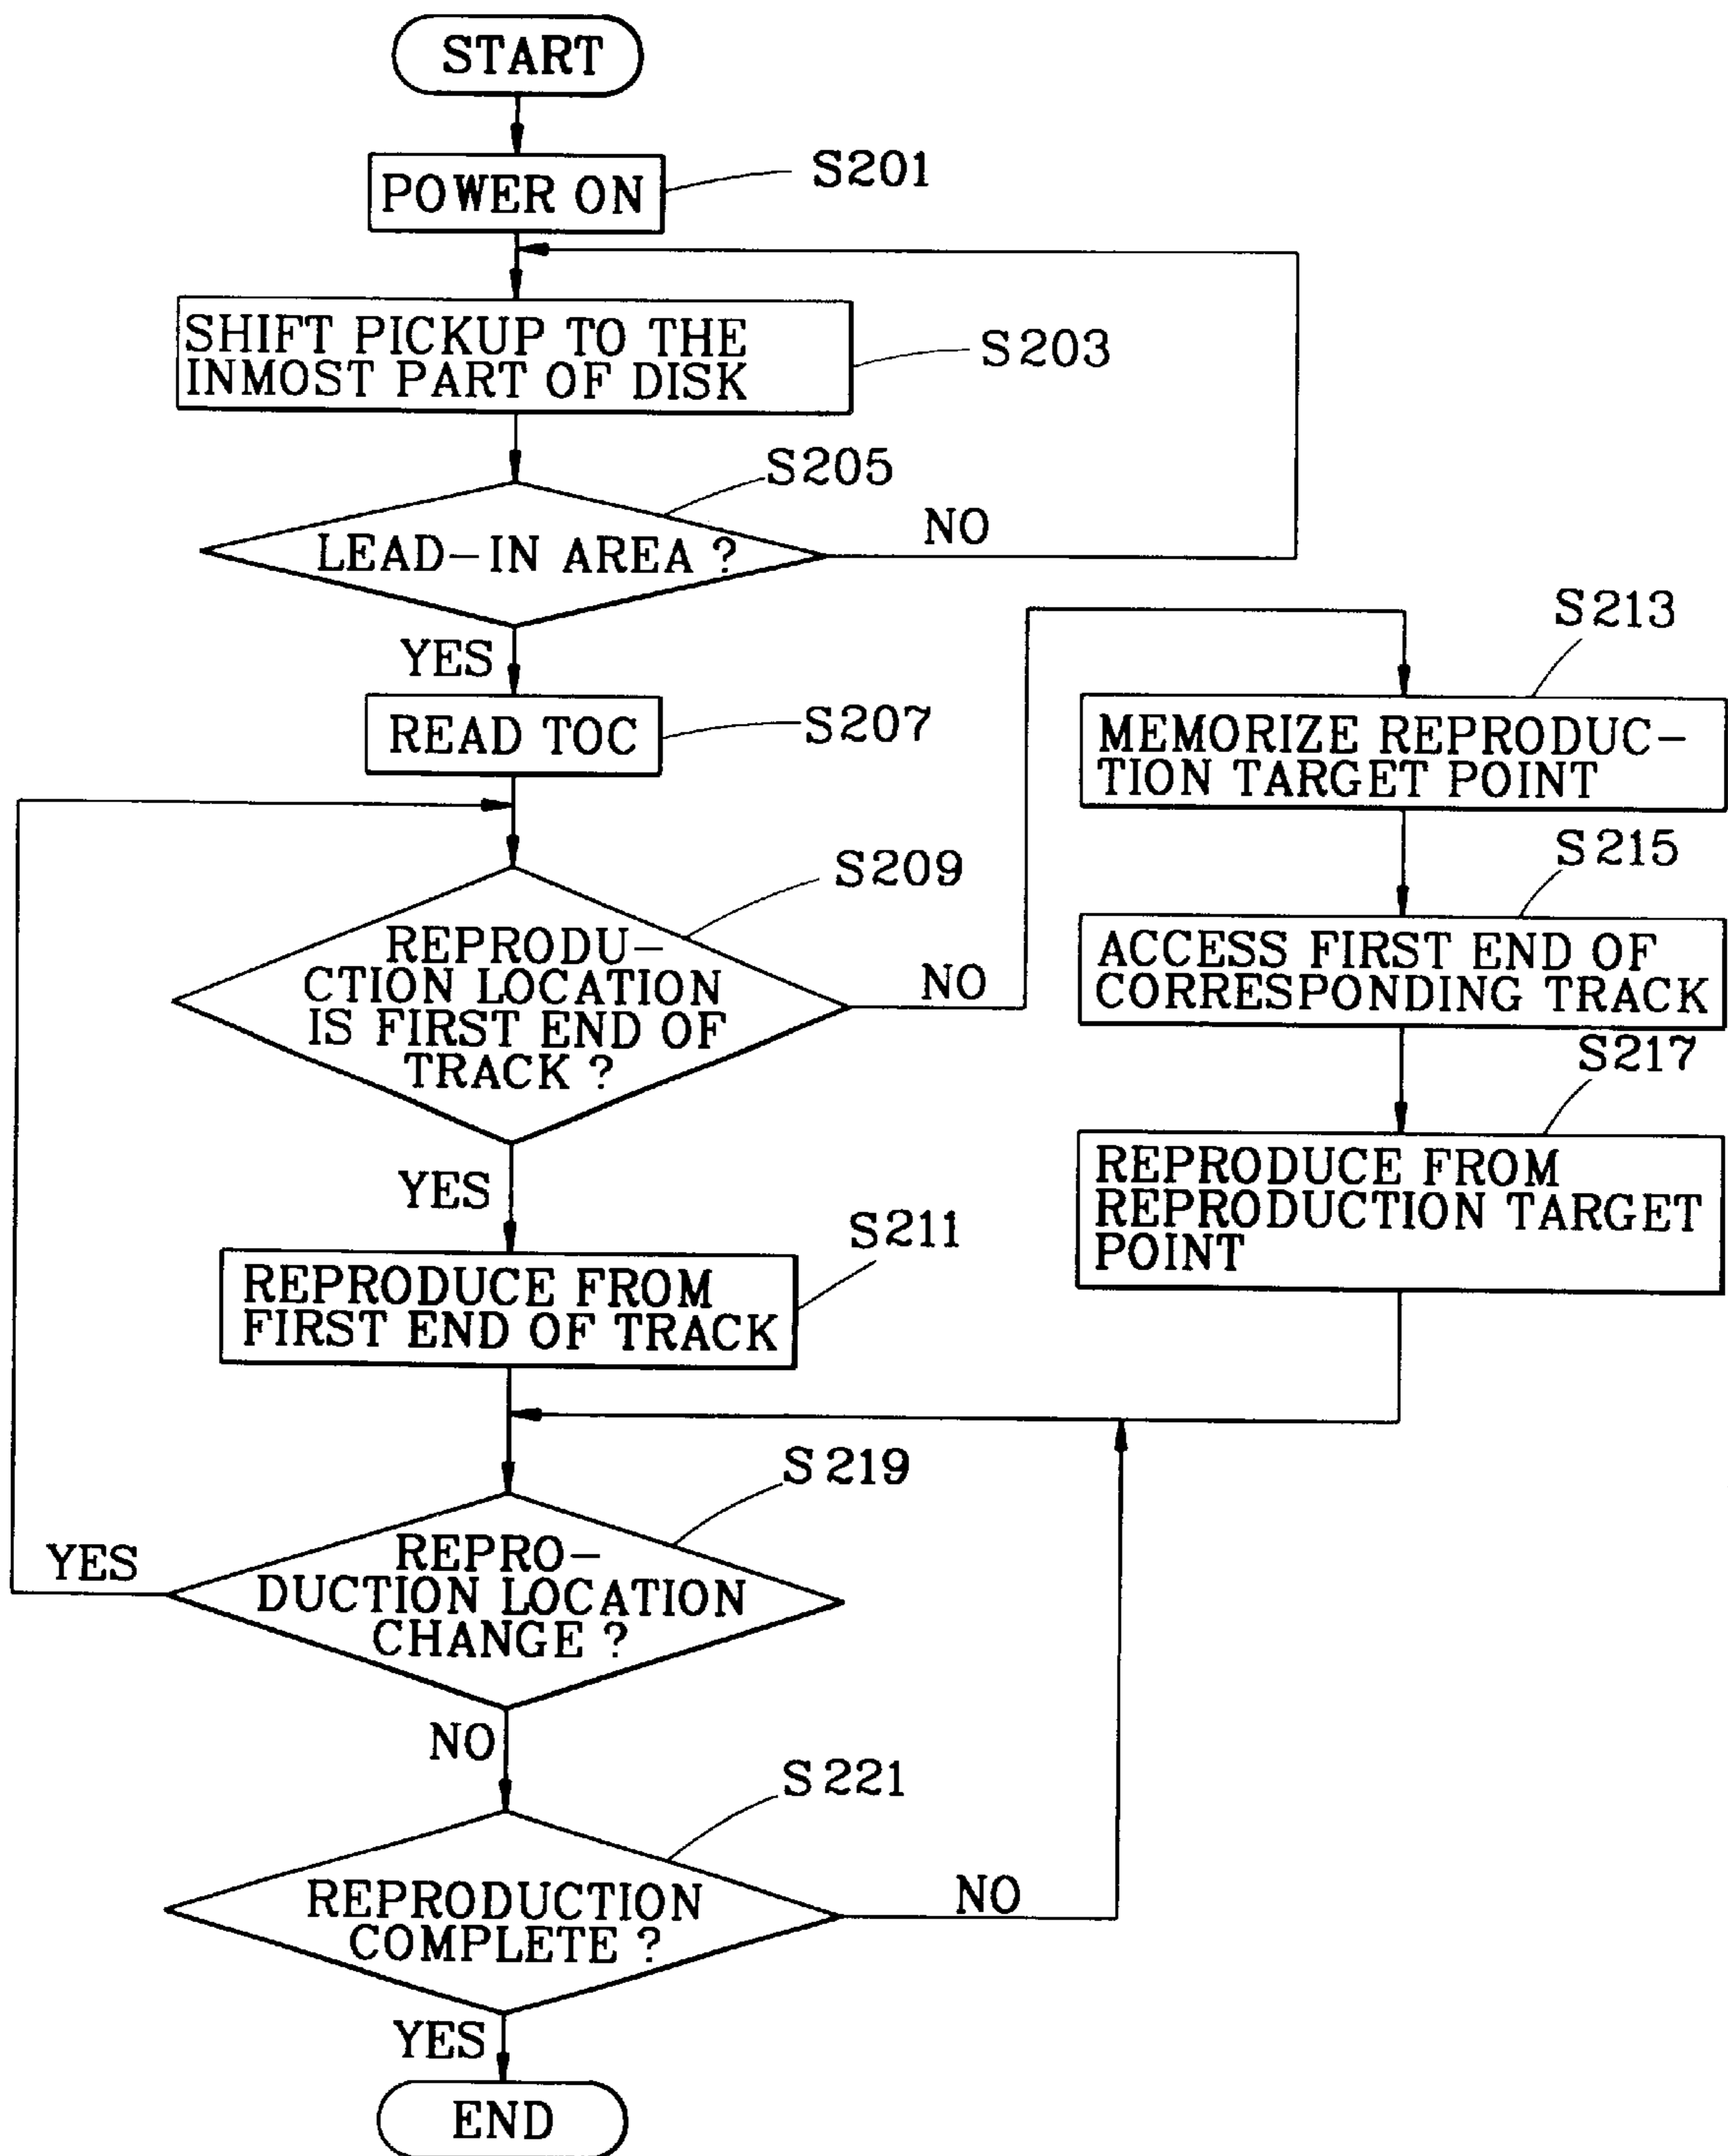 START
POWER ON
S201
SHIFT PICKUP TO THE
INMOST PART OF DISK
S203
S205
LEAD-IN AREA ?
NO
YES
READ TOC
S207
S209
REPRODU-
CTION LOCATION
IS FIRST END OF
TRACK ?
NO
YES
S211
REPRODUCE FROM
FIRST END OF TRACK
S213
MEMORIZE REPRODUC-
TION TARGET POINT
S215
ACCESS FIRST END OF
CORRESPONDING TRACK
S217
REPRODUCE FROM
REPRODUCTION TARGET
POINT
S219
REPRO-
DUCTION LOCATION
CHANGE ?
YES
NO
S221
REPRODUCTION
COMPLETE ?
NO
YES
END